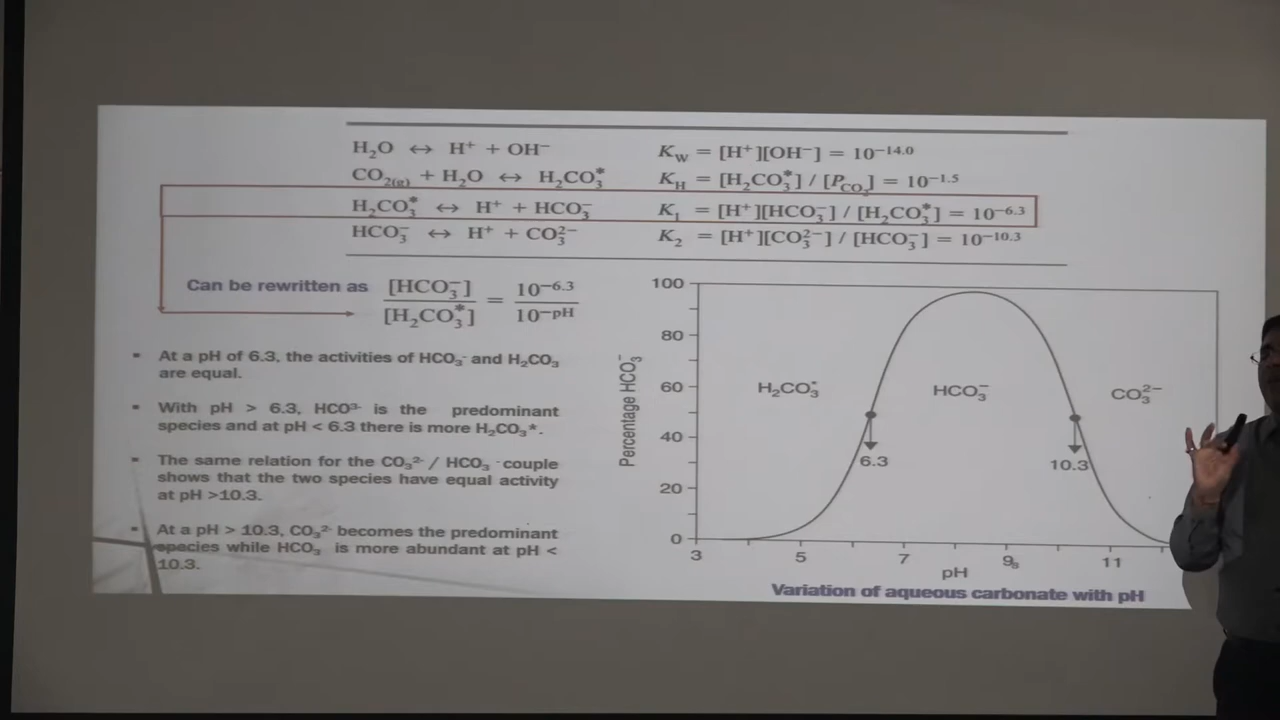 H₂O ↔ H⁺ + OH⁻ K_W = [H⁺][OH⁻] = 10⁻¹⁴·⁰
CO₂₍g₎ + H₂O ↔ H₂CO₃* K_H = [H₂CO₃*] / [P_CO₂] = 10⁻¹·⁵
H₂CO₃* ↔ H⁺ + HCO₃⁻ K₁ = [H⁺][HCO₃⁻] / [H₂CO₃*] = 10⁻⁶·³
HCO₃⁻ ↔ H⁺ + CO₃²⁻ K₂ = [H⁺][CO₃²⁻] / [HCO₃⁻] = 10⁻¹⁰·³
Can be rewritten as [HCO₃⁻] / [H₂CO₃*] = 10⁻⁶·³ / 10⁻ᵖᴴ
▪ At a pH of 6.3, the activities of HCO₃⁻ and H₂CO₃
are equal.
▪ With pH > 6.3, HCO³⁻ is the predominant
species and at pH < 6.3 there is more H₂CO₃*.
▪ The same relation for the CO₃²⁻ / HCO₃⁻ couple
shows that the two species have equal activity
at pH >10.3.
▪ At a pH > 10.3, CO₃²⁻ becomes the predominant
species while HCO₃⁻ is more abundant at pH <
10.3.
Percentage HCO₃⁻
100
80
60
40
20
0
H₂CO₃* HCO₃⁻ CO₃²⁻
6.3 10.3
3 5 7 9 11
pH
Variation of aqueous carbonate with pH